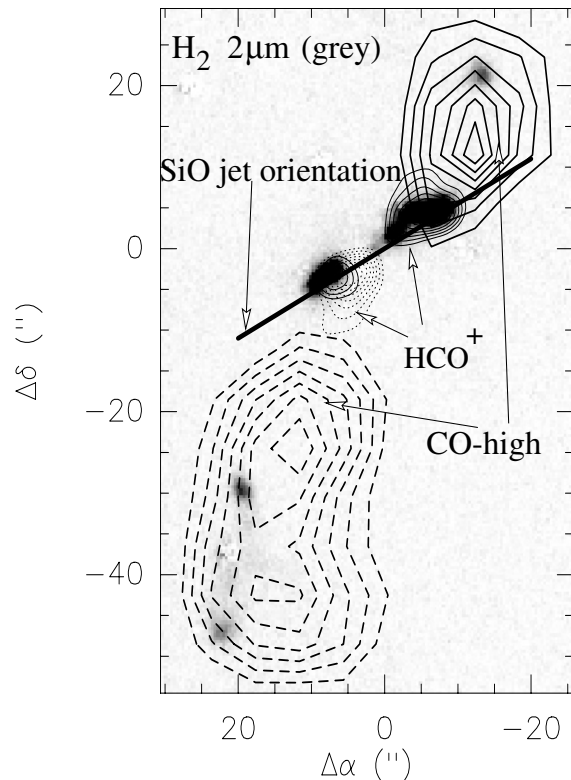 H₂ 2μm (grey)
20
SiO jet orientation
0
HCO⁺
Δδ (")
−20
CO-high
−40
20 0 −20
Δα (")